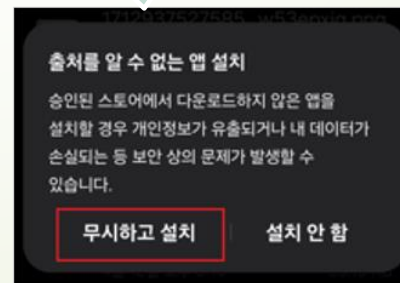 1712937527585_w53epxig.png
출처를 알 수 없는 앱 설치
승인된 스토어에서 다운로드하지 않은 앱을
설치할 경우 개인정보가 유출되거나 내 데이터가
손실되는 등 보안 상의 문제가 발생할 수
있습니다.
무시하고 설치 설치 안 함